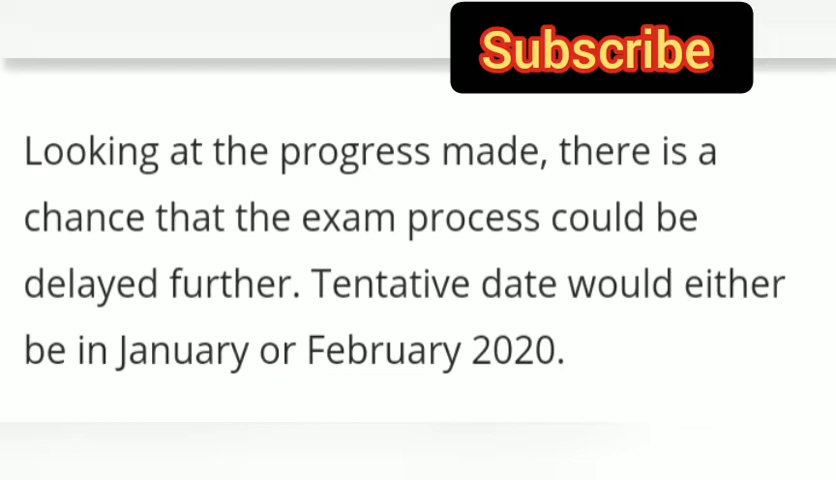 Subscribe
Looking at the progress made, there is a
chance that the exam process could be
delayed further. Tentative date would either
be in January or February 2020.